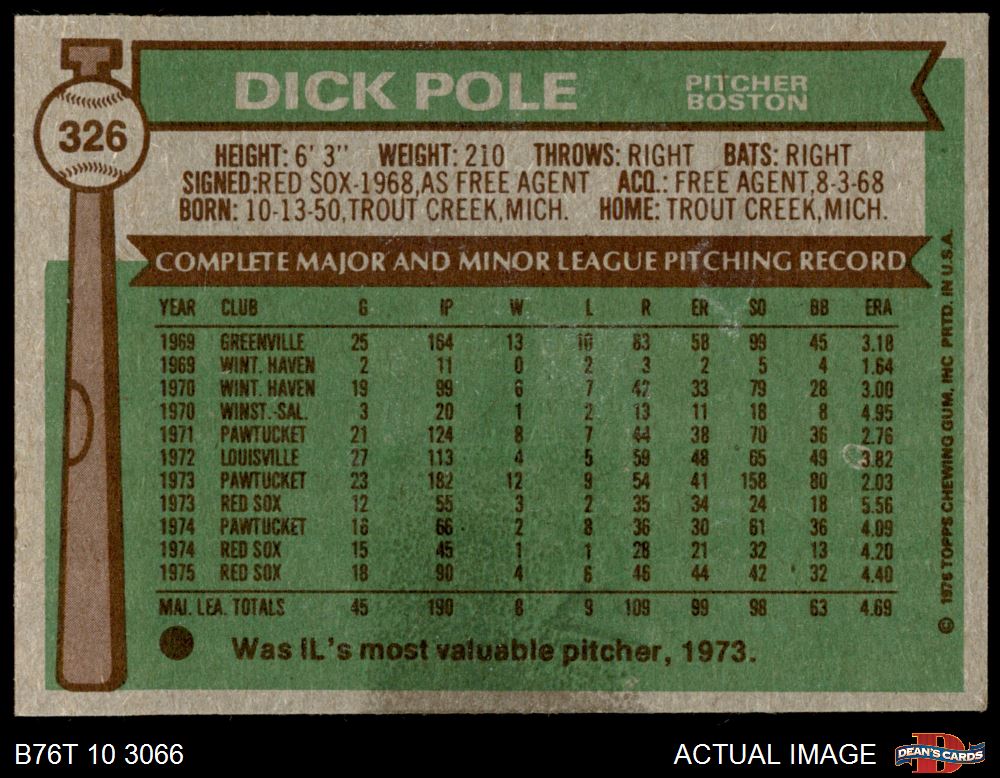 326
DICK POLE
PITCHER
BOSTON
HEIGHT: 6' 3" WEIGHT: 210 THROWS: RIGHT BATS: RIGHT
SIGNED:RED SOX-1968,AS FREE AGENT ACQ.: FREE AGENT,8-3-68
BORN: 10-13-50,TROUT CREEK,MICH. HOME: TROUT CREEK,MICH.
COMPLETE MAJOR AND MINOR LEAGUE PITCHING RECORD
YEAR CLUB G IP W L R ER SO BB ERA
1969 GREENVILLE 25 164 13 10 83 58 99 45 3.18
1969 WINT. HAVEN 2 11 0 2 3 2 5 4 1.64
1970 WINT. HAVEN 19 99 6 7 42 33 79 28 3.00
1970 WINST.-SAL. 3 20 1 2 13 11 18 8 4.95
1971 PAWTUCKET 21 124 8 7 44 38 70 36 2.76
1972 LOUISVILLE 27 113 4 5 59 48 65 49 3.82
1973 PAWTUCKET 23 182 12 9 54 41 158 80 2.03
1973 RED SOX 12 55 3 2 35 34 24 18 5.56
1974 PAWTUCKET 16 66 2 8 36 30 61 36 4.09
1974 RED SOX 15 45 1 1 28 21 32 13 4.20
1975 RED SOX 18 90 4 6 46 44 42 32 4.40
MAJ. LEA. TOTALS 45 190 8 9 109 99 98 63 4.69
Was IL's most valuable pitcher, 1973.
© 1976 TOPPS CHEWING GUM, INC PRTD. IN U.S.A.
B76T 10 3066
ACTUAL IMAGE
DEAN'S CARDS